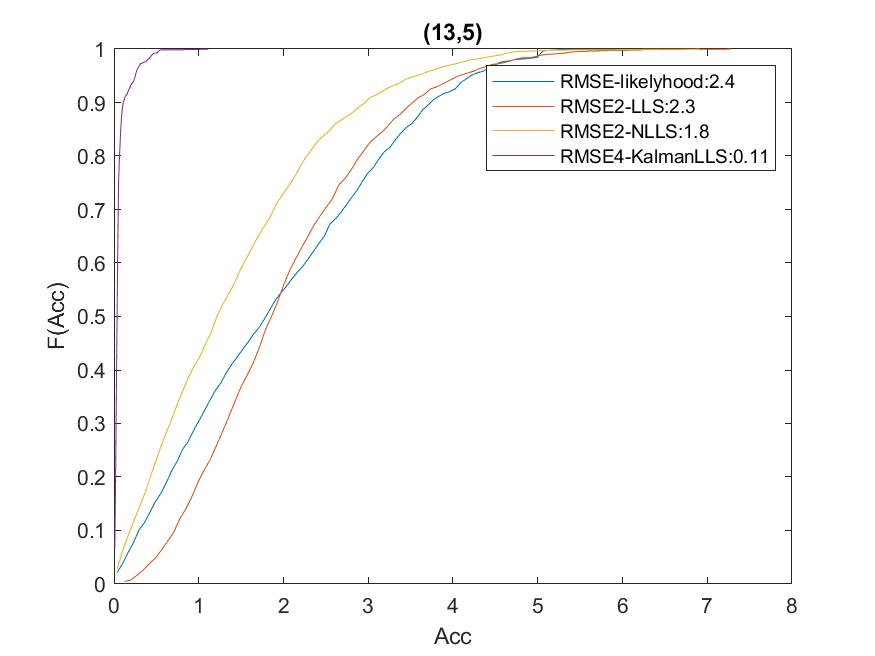 (13,5)
1
0.9
0.8
0.7
0.6
0.5
0.4
0.3
0.2
0.1
0
F(Acc)
RMSE-likelyhood:2.4
RMSE2-LLS:2.3
RMSE2-NLLS:1.8
RMSE4-KalmanLLS:0.11
0 1 2 3 4 5 6 7 8
Acc